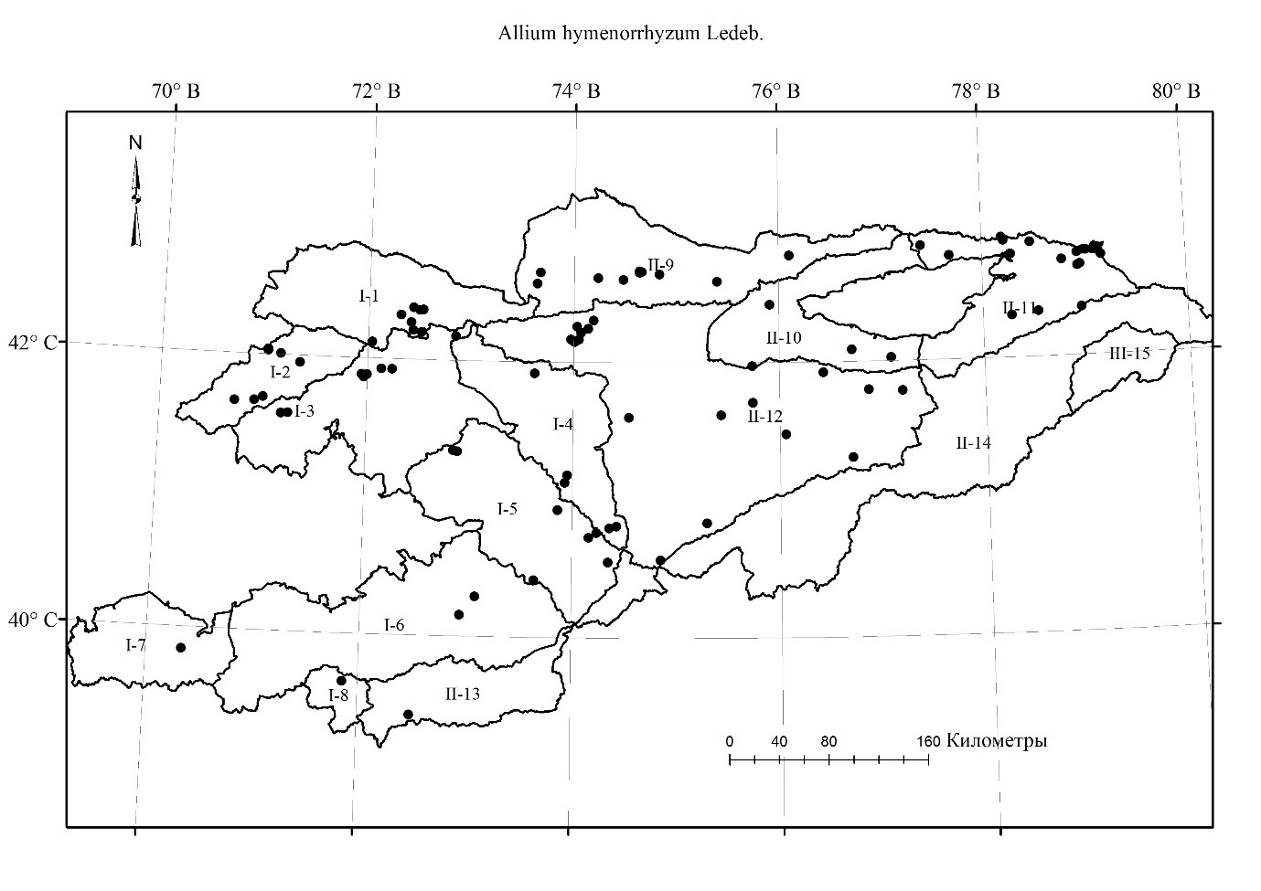 Allium hymenorrhyzum Ledeb.
70° В 72° В 74° В 76° В 78° В 80° В
N
II-9
I-1
II-11
42° С
II-10
III-15
I-2
I-3
I-4
II-12
II-14
I-5
40° С
I-6
I-7
I-8
II-13
0 40 80 160 Километры